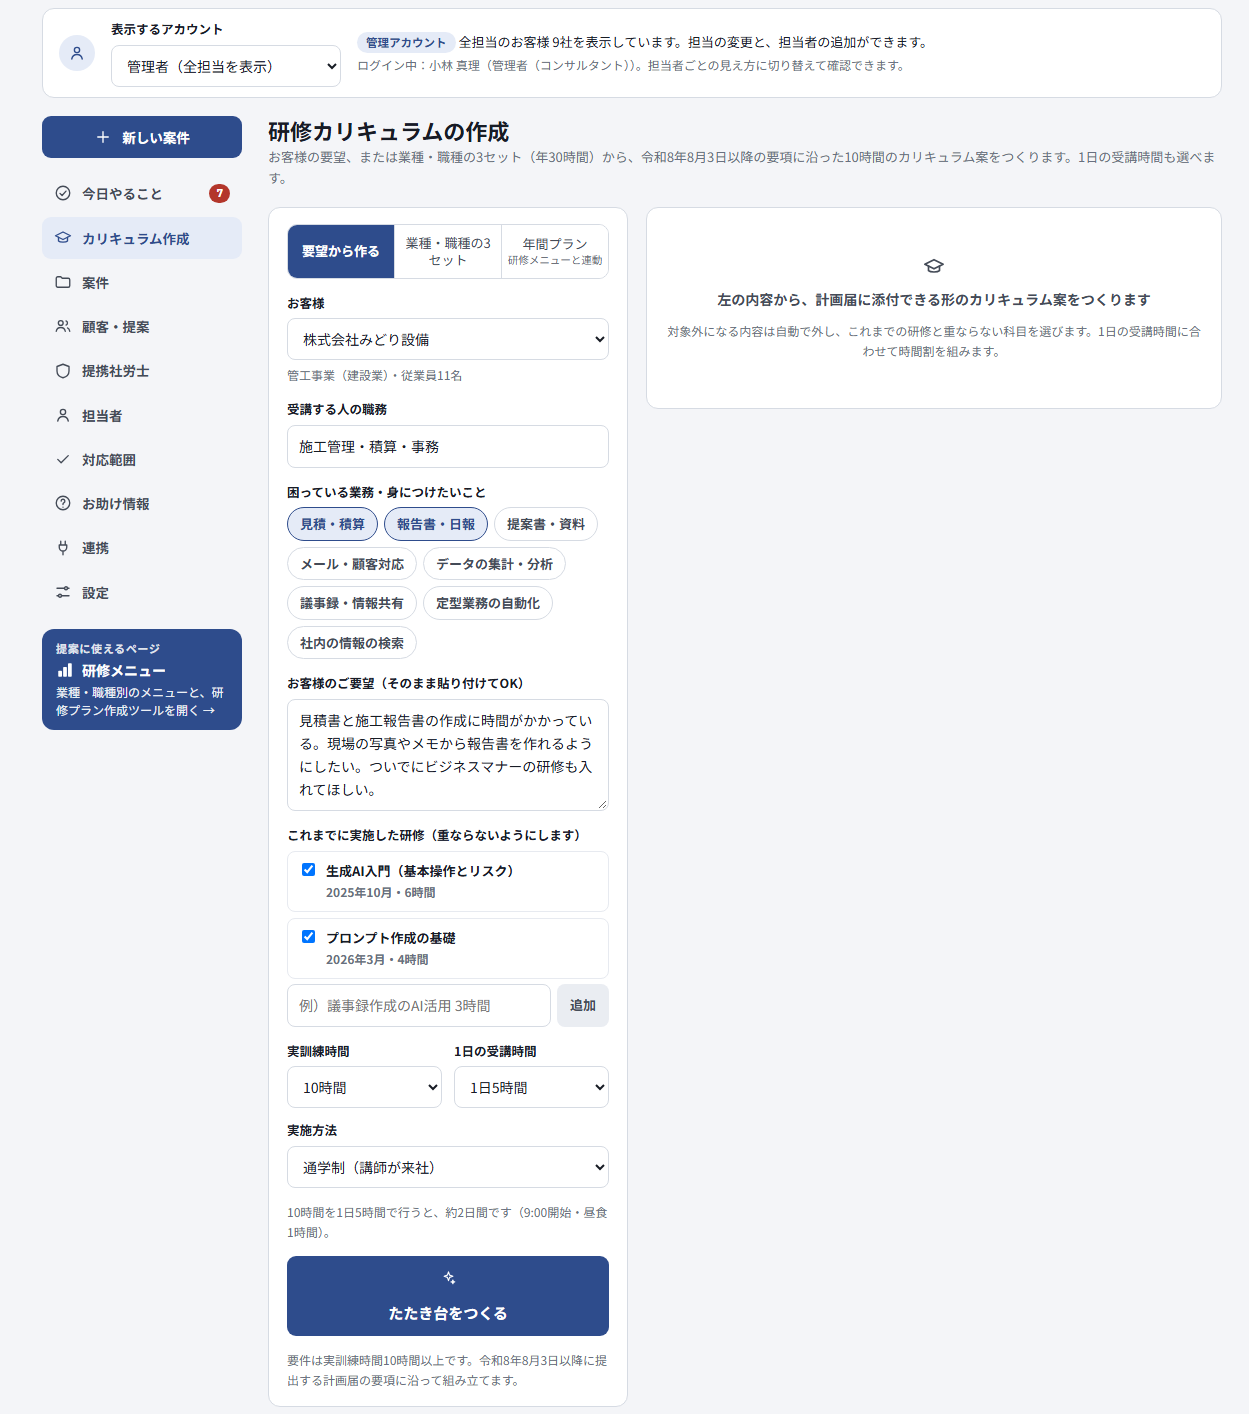 表示するアカウント
管理者（全担当を表示）
管理アカウント 全担当のお客様 9社を表示しています。担当の変更と、担当者の追加ができます。
ログイン中：小林 真理（管理者（コンサルタント））。担当者ごとの見え方に切り替えて確認できます。
新しい案件
今日やること 7
カリキュラム作成
案件
顧客・提案
提携社労士
担当者
対応範囲
お助け情報
連携
設定
提案に使えるページ
研修メニュー
業種・職種別のメニューと、研
修プラン作成ツールを開く →
研修カリキュラムの作成
お客様の要望、または業種・職種の3セット（年30時間）から、令和8年8月3日以降の要項に沿った10時間のカリキュラム案をつくります。1日の受講時間も選べま
す。
要望から作る
業種・職種の3
セット
年間プラン
研修メニューと連動
お客様
株式会社みどり設備
管工事業（建設業）・従業員11名
受講する人の職務
施工管理・積算・事務
困っている業務・身につけたいこと
見積・積算 報告書・日報 提案書・資料
メール・顧客対応 データの集計・分析
議事録・情報共有 定型業務の自動化
社内の情報の検索
お客様のご要望（そのまま貼り付けてOK）
見積書と施工報告書の作成に時間がかかってい
る。現場の写真やメモから報告書を作れるよう
にしたい。ついでにビジネスマナーの研修も入
れてほしい。
これまでに実施した研修（重ならないようにします）
生成AI入門（基本操作とリスク）
2025年10月・6時間
プロンプト作成の基礎
2026年3月・4時間
例）議事録作成のAI活用 3時間 追加
実訓練時間 1日の受講時間
10時間 1日5時間
実施方法
通学制（講師が来社）
10時間を1日5時間で行うと、約2日間です（9:00開始・昼食
1時間）。
たたき台をつくる
要件は実訓練時間10時間以上です。令和8年8月3日以降に提
出する計画届の要項に沿って組み立てます。
左の内容から、計画届に添付できる形のカリキュラム案をつくります
対象外になる内容は自動で外し、これまでの研修と重ならない科目を選びます。1日の受講時間に合
わせて時間割を組みます。